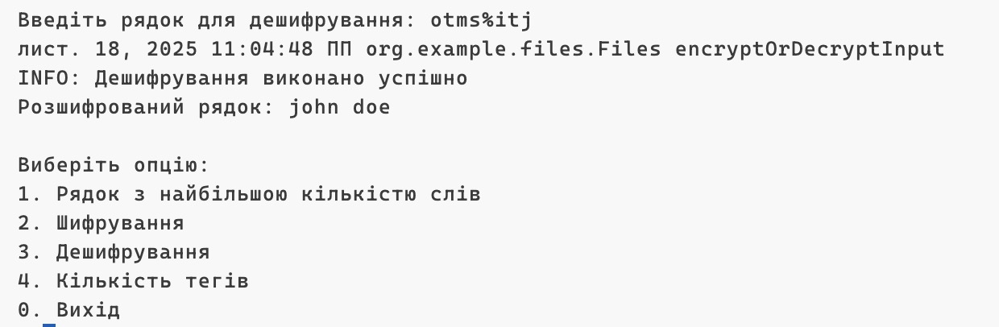 Введіть рядок для дешифрування: otms%itj
лист. 18, 2025 11:04:48 ПП org.example.files.Files encryptOrDecryptInput
INFO: Дешифрування виконано успішно
Розшифрований рядок: john doe
Виберіть опцію:
1. Рядок з найбільшою кількістю слів
2. Шифрування
3. Дешифрування
4. Кількість тегів
0. Вихід